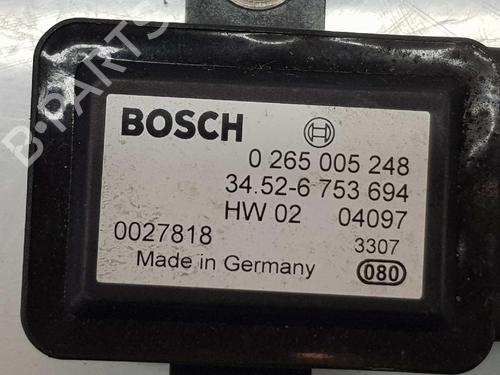 B-PARTS
BOSCH
0 265 005 248
34.52-6 753 694
HW 02 04097
0027818 3307
Made in Germany 080